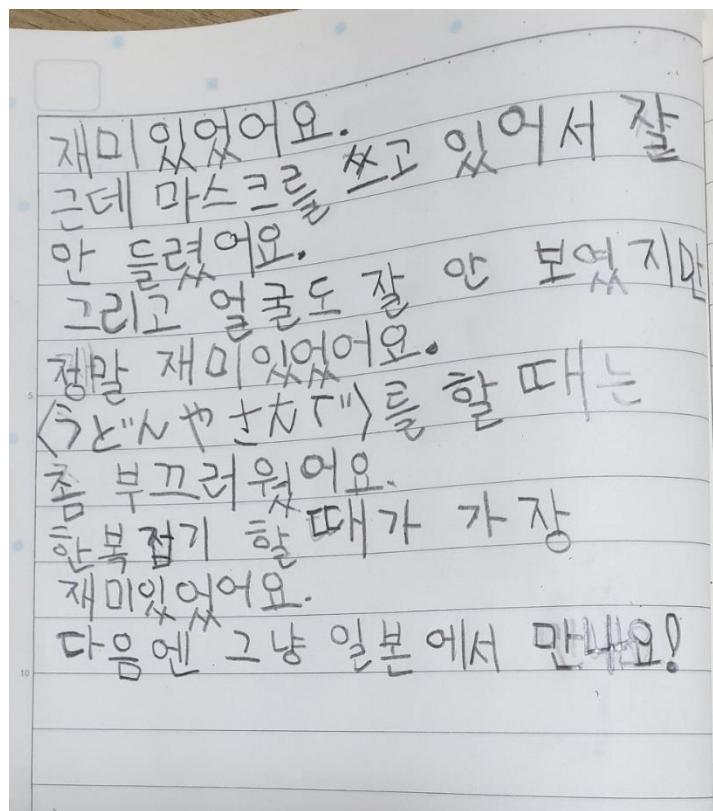 재미있었어요.
근데 마스크를 쓰고 있어서 잘
안 들렸어요.
그리고 얼굴도 잘 안 보였지만
정말 재미있었어요.
<うどんやさんで>를 할 때는
좀 부끄러웠어요.
한복접기 할 때가 가장
재미있었어요.
다음엔 그냥 일본에서 만나요!
5
10